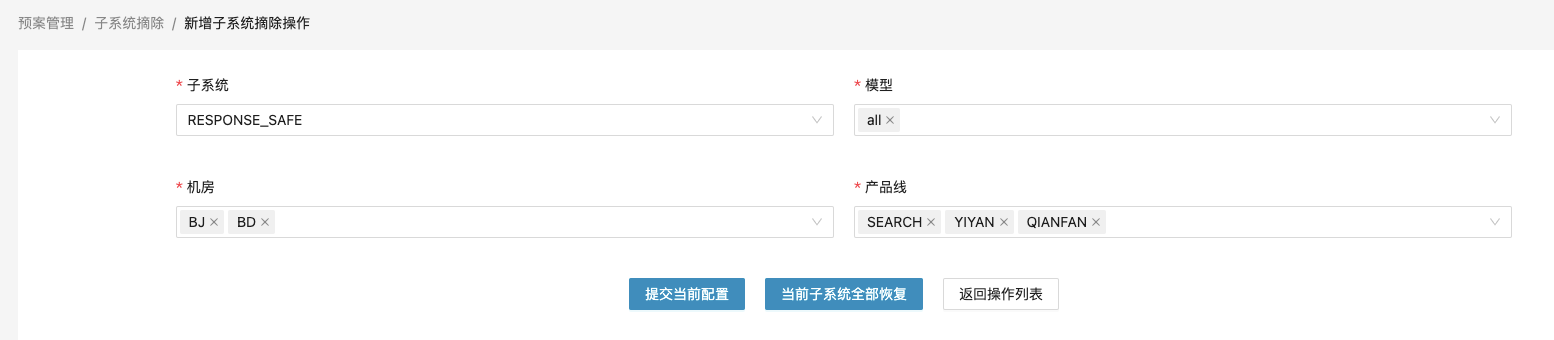 预案管理 / 子系统摘除 / 新增子系统摘除操作
* 子系统
* 模型
RESPONSE_SAFE
all ×
* 机房
* 产品线
BJ × BD ×
SEARCH × YIYAN × QIANFAN ×
提交当前配置 当前子系统全部恢复 返回操作列表